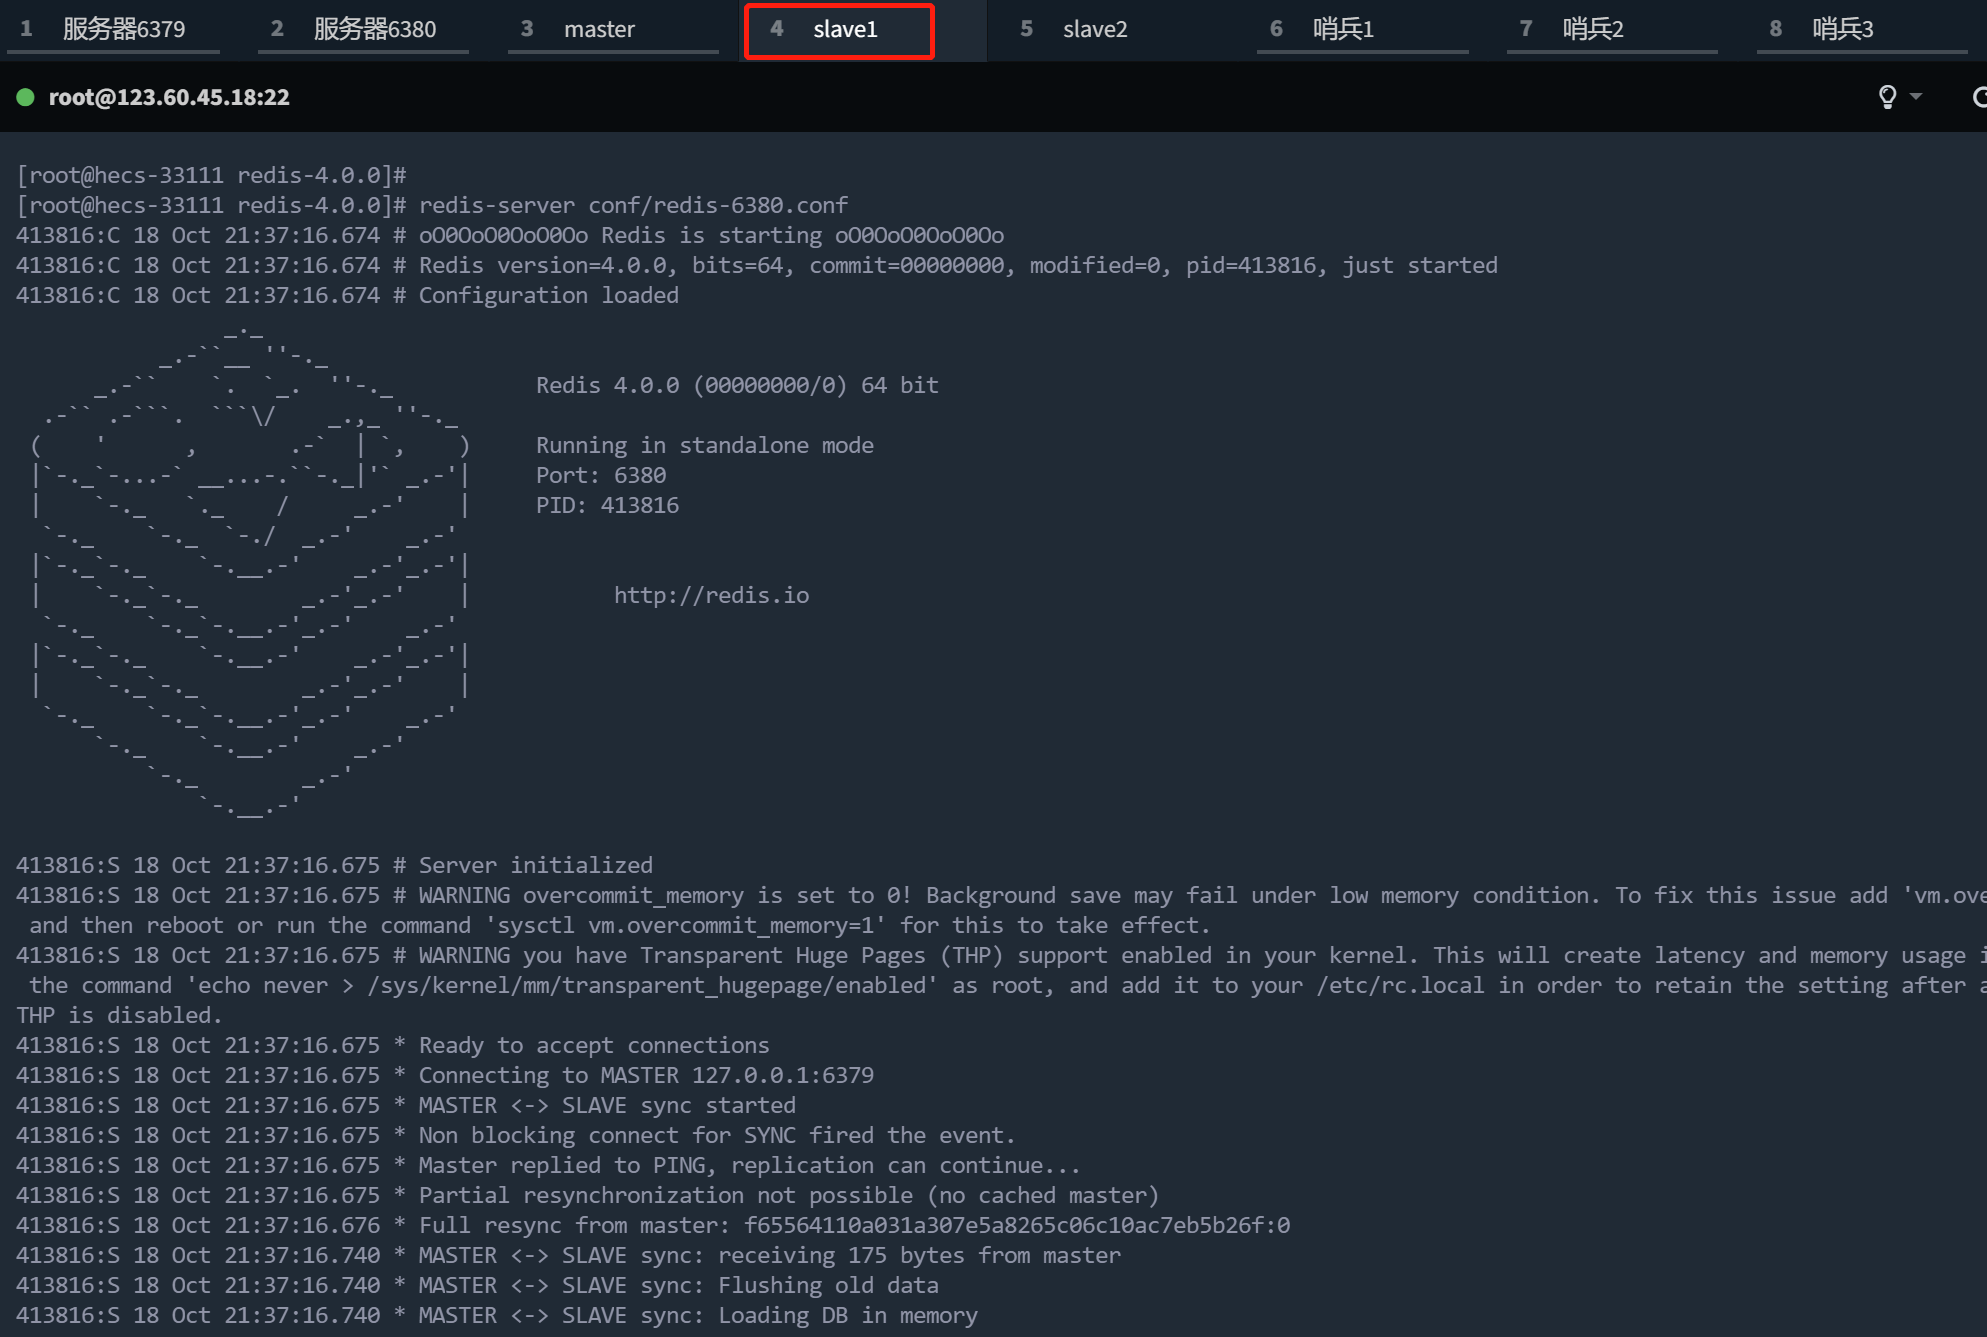 1 服务器6379 2 服务器6380 3 master 4 slave1 5 slave2 6 哨兵1 7 哨兵2 8 哨兵3
root@123.60.45.18:22
[root@hecs-33111 redis-4.0.0]#
[root@hecs-33111 redis-4.0.0]# redis-server conf/redis-6380.conf
413816:C 18 Oct 21:37:16.674 # oO0OoO0OoO0Oo Redis is starting oO0OoO0OoO0Oo
413816:C 18 Oct 21:37:16.674 # Redis version=4.0.0, bits=64, commit=00000000, modified=0, pid=413816, just started
413816:C 18 Oct 21:37:16.674 # Configuration loaded
Redis 4.0.0 (00000000/0) 64 bit
Running in standalone mode
Port: 6380
PID: 413816
http://redis.io
413816:S 18 Oct 21:37:16.675 # Server initialized
413816:S 18 Oct 21:37:16.675 # WARNING overcommit_memory is set to 0! Background save may fail under low memory condition. To fix this issue add 'vm.ove
and then reboot or run the command 'sysctl vm.overcommit_memory=1' for this to take effect.
413816:S 18 Oct 21:37:16.675 # WARNING you have Transparent Huge Pages (THP) support enabled in your kernel. This will create latency and memory usage i
the command 'echo never > /sys/kernel/mm/transparent_hugepage/enabled' as root, and add it to your /etc/rc.local in order to retain the setting after a
THP is disabled.
413816:S 18 Oct 21:37:16.675 * Ready to accept connections
413816:S 18 Oct 21:37:16.675 * Connecting to MASTER 127.0.0.1:6379
413816:S 18 Oct 21:37:16.675 * MASTER <-> SLAVE sync started
413816:S 18 Oct 21:37:16.675 * Non blocking connect for SYNC fired the event.
413816:S 18 Oct 21:37:16.675 * Master replied to PING, replication can continue...
413816:S 18 Oct 21:37:16.675 * Partial resynchronization not possible (no cached master)
413816:S 18 Oct 21:37:16.676 * Full resync from master: f65564110a031a307e5a8265c06c10ac7eb5b26f:0
413816:S 18 Oct 21:37:16.740 * MASTER <-> SLAVE sync: receiving 175 bytes from master
413816:S 18 Oct 21:37:16.740 * MASTER <-> SLAVE sync: Flushing old data
413816:S 18 Oct 21:37:16.740 * MASTER <-> SLAVE sync: Loading DB in memory